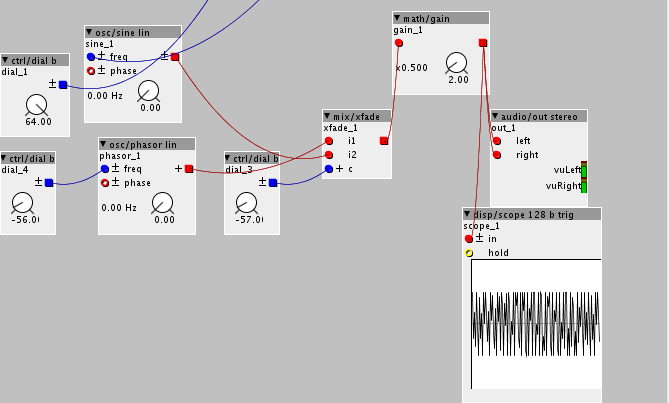 math/gain
gain_1
x0.500
2.00
osc/sine lin
sine_1
± freq ±
± phase
0.00 Hz
0.00
ctrl/dial b
dial_1
±
64.00
osc/phasor lin
phasor_1
± freq +
± phase
0.00 Hz
0.00
ctrl/dial b
dial_4
±
-56.0
ctrl/dial b
dial_3
±
-57.0
mix/xfade
xfade_1
i1
i2
+ c
audio/out stereo
out_1
left
right
vuLeft
vuRight
disp/scope 128 b trig
scope_1
± in
hold